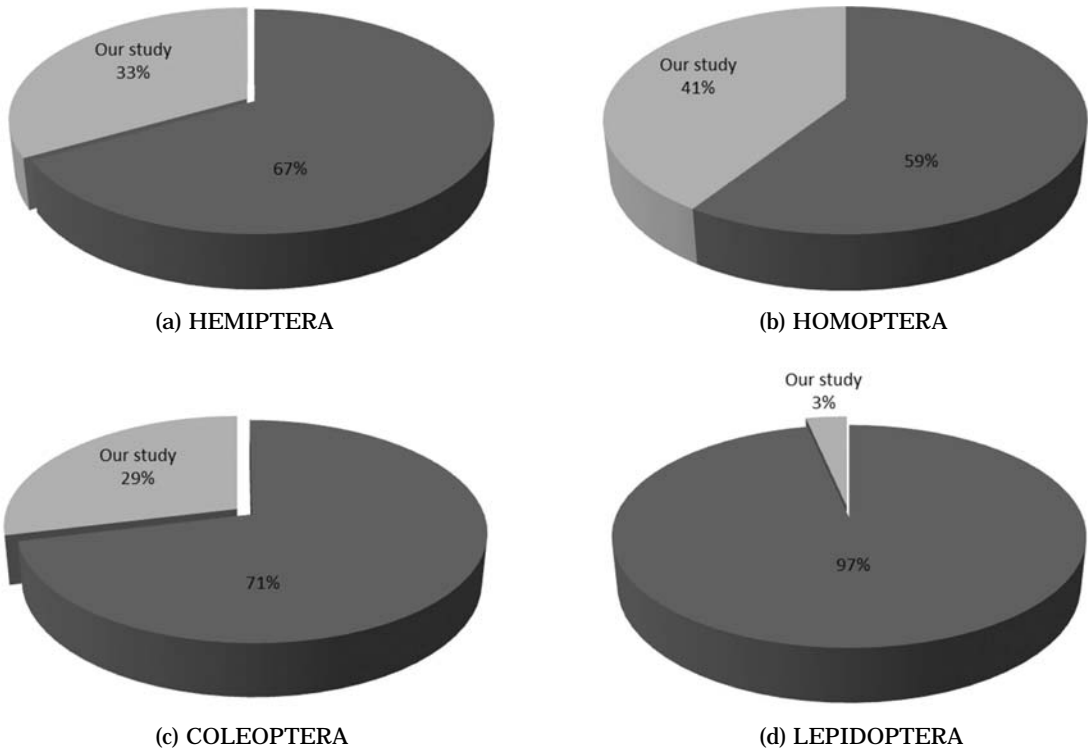 Our study
33%
67%
(a) HEMIPTERA
Our study
41%
59%
(b) HOMOPTERA
Our study
29%
71%
(c) COLEOPTERA
Our study
3%
97%
(d) LEPIDOPTERA